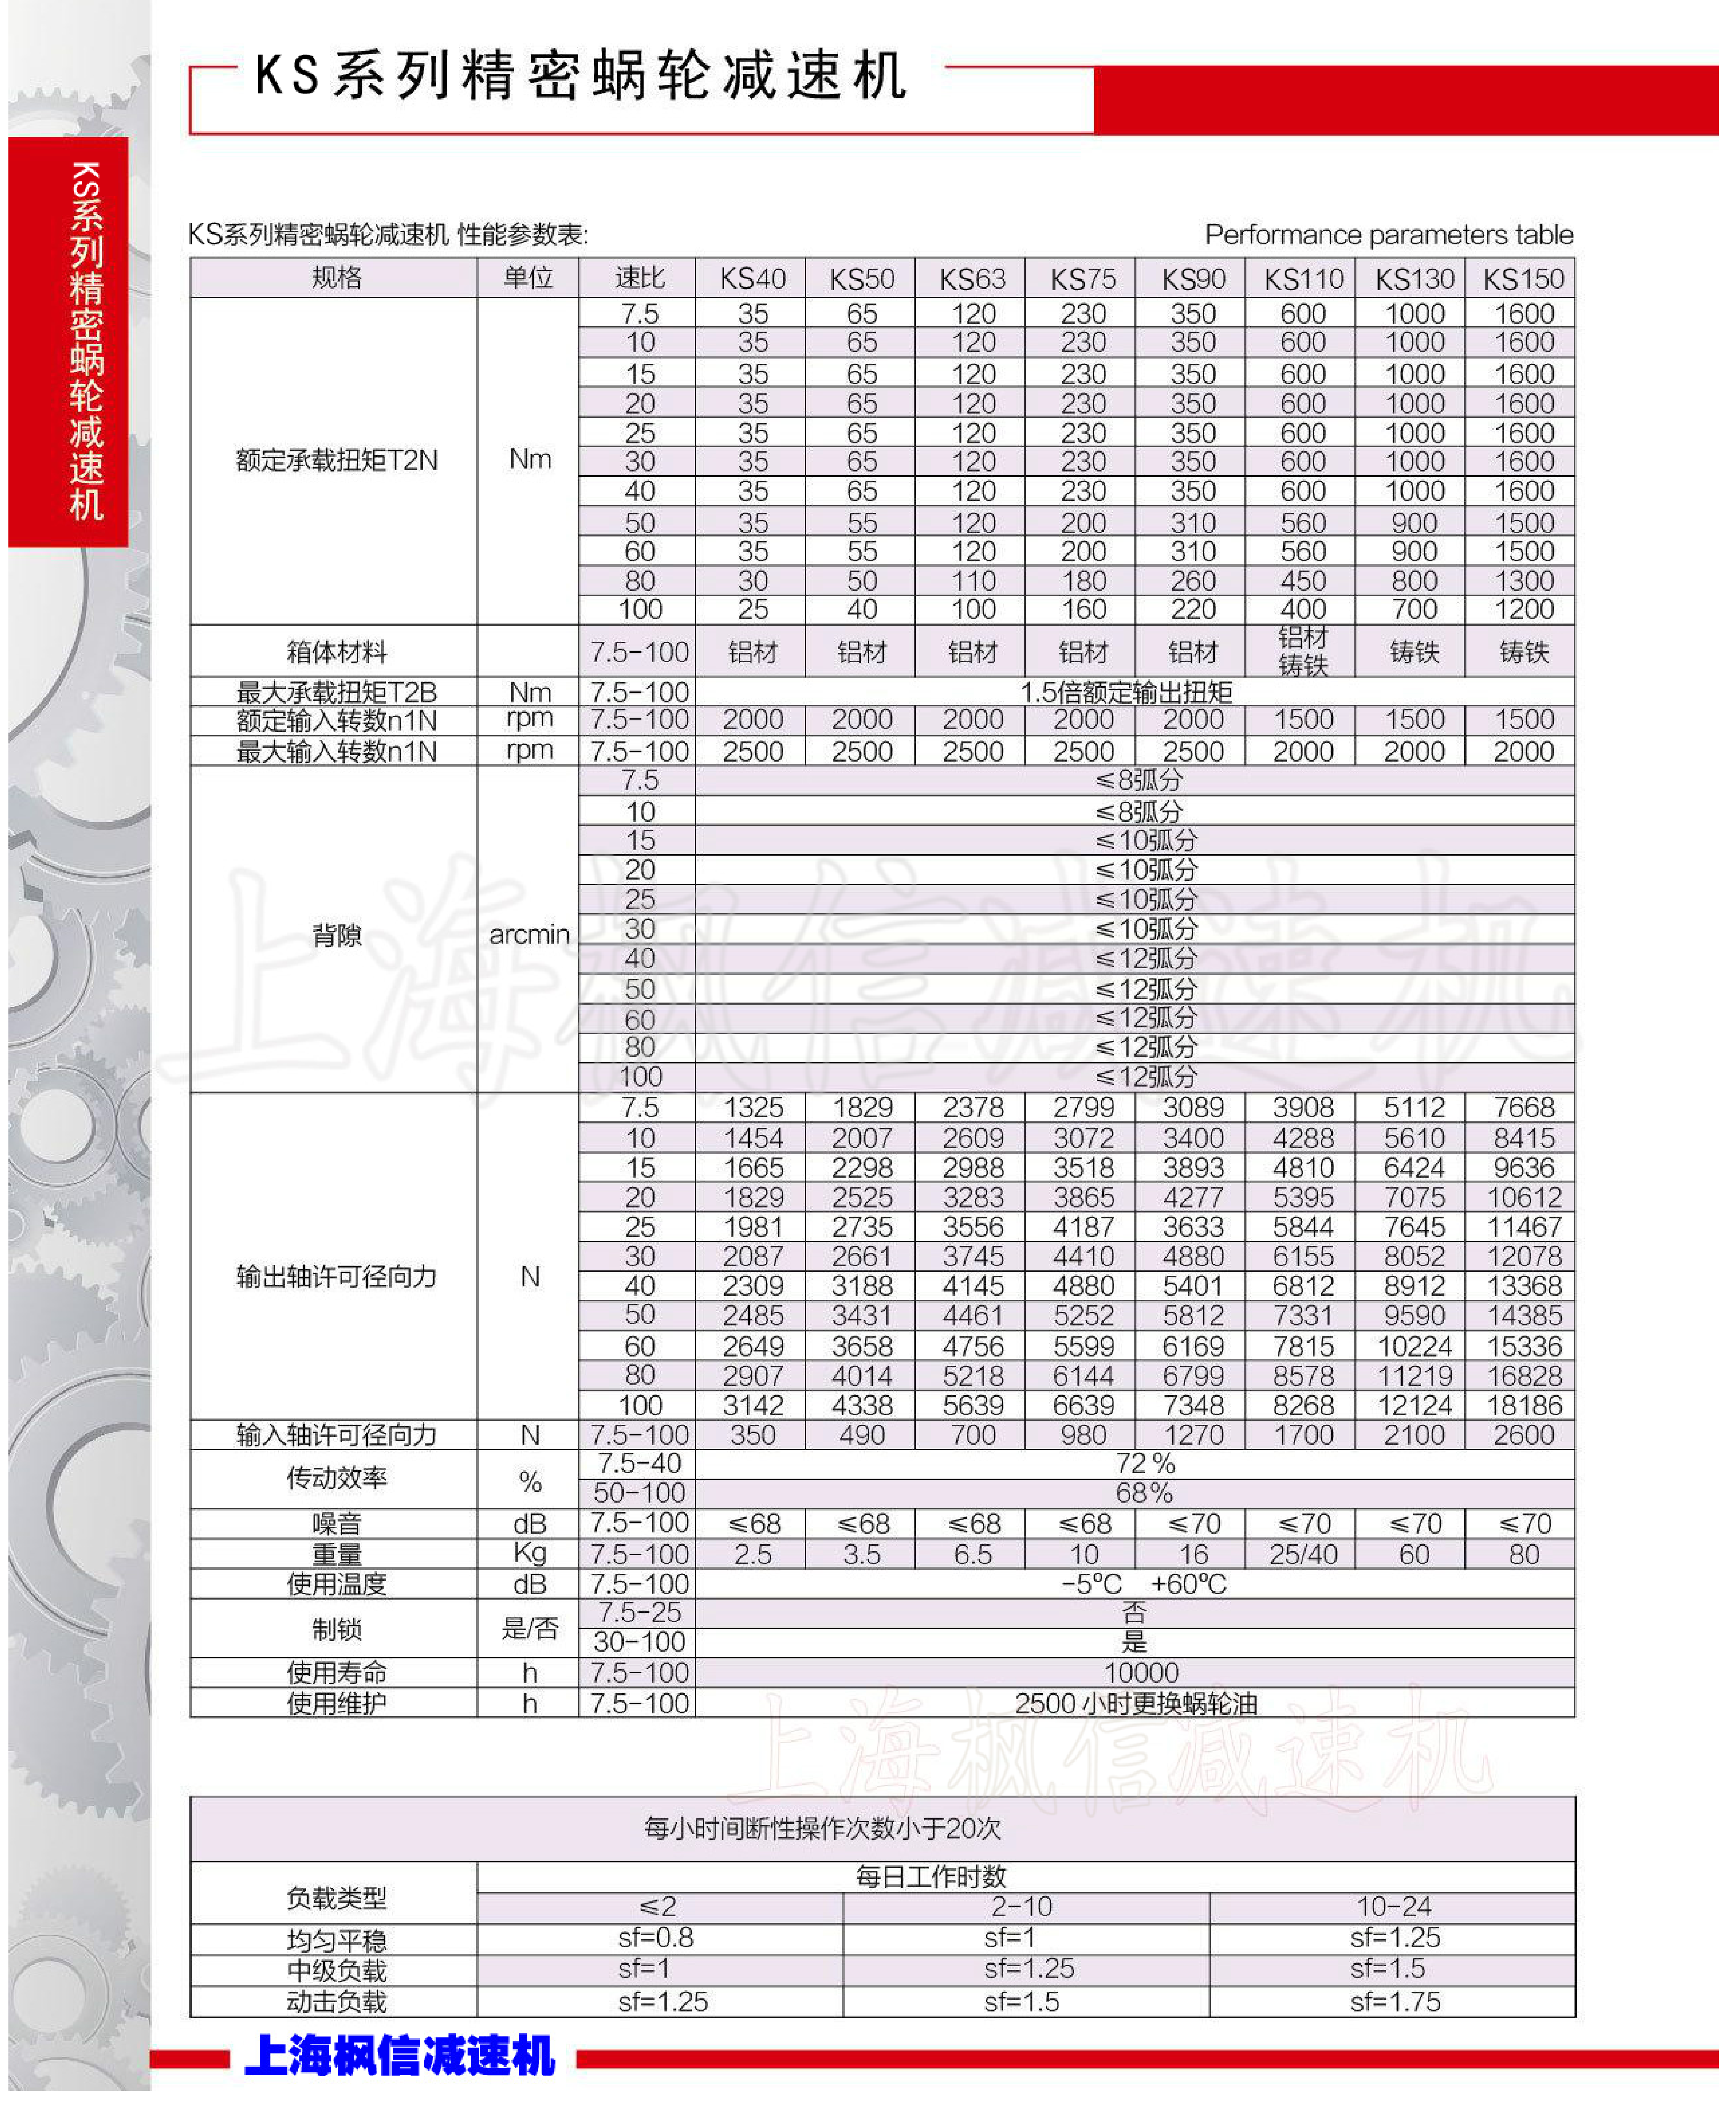 KS系列精密蜗轮减速机
KS系列精密蜗轮减速机
KS系列精密蜗轮减速机 性能参数表: Performance parameters table
规格 单位 速比 KS40 KS50 KS63 KS75 KS90 KS110 KS130 KS150
额定承载扭矩T2N Nm
7.5 35 65 120 230 350 600 1000 1600
10 35 65 120 230 350 600 1000 1600
15 35 65 120 230 350 600 1000 1600
20 35 65 120 230 350 600 1000 1600
25 35 65 120 230 350 600 1000 1600
30 35 65 120 230 350 600 1000 1600
40 35 65 120 230 350 600 1000 1600
50 35 55 120 200 310 560 900 1500
60 35 55 120 200 310 560 900 1500
80 30 50 110 180 260 450 800 1300
100 25 40 100 160 220 400 700 1200
箱体材料 7.5-100 铝材 铝材 铝材 铝材 铝材 铝材 铸铁 铸铁 铸铁
最大承载扭矩T2B Nm 7.5-100 1.5倍额定输出扭矩
额定输入转数n1N rpm 7.5-100 2000 2000 2000 2000 2000 1500 1500 1500
最大输入转数n1N rpm 7.5-100 2500 2500 2500 2500 2500 2000 2000 2000
背隙 arcmin
7.5 ≤8弧分
10 ≤8弧分
15 ≤10弧分
20 ≤10弧分
25 ≤10弧分
30 ≤10弧分
40 ≤12弧分
50 ≤12弧分
60 ≤12弧分
80 ≤12弧分
100 ≤12弧分
上海枫信减速机
输出轴许可径向力 N
7.5 1325 1829 2378 2799 3089 3908 5112 7668
10 1454 2007 2609 3072 3400 4288 5610 8415
15 1665 2298 2988 3518 3893 4810 6424 9636
20 1829 2525 3283 3865 4277 5395 7075 10612
25 1981 2735 3556 4187 3633 5844 7645 11467
30 2087 2661 3745 4410 4880 6155 8052 12078
40 2309 3188 4145 4880 5401 6812 8912 13368
50 2485 3431 4461 5252 5812 7331 9590 14385
60 2649 3658 4756 5599 6169 7815 10224 15336
80 2907 4014 5218 6144 6799 8578 11219 16828
100 3142 4338 5639 6639 7348 8268 12124 18186
输入轴许可径向力 N 7.5-100 350 490 700 980 1270 1700 2100 2600
传动效率 %
7.5-40 72%
50-100 68%
噪音 dB 7.5-100 ≤68 ≤68 ≤68 ≤68 ≤70 ≤70 ≤70 ≤70
重量 Kg 7.5-100 2.5 3.5 6.5 10 16 25/40 60 80
使用温度 dB 7.5-100 -5℃ +60℃
制锁 是/否
7.5-25 否
30-100 是
使用寿命 h 7.5-100 10000
使用维护 h 7.5-100 2500小时更换蜗轮油
上海枫信减速机
每小时间断性操作次数小于20次
负载类型 每日工作时数
≤2 2-10 10-24
均匀平稳 sf=0.8 sf=1 sf=1.25
中级负载 sf=1 sf=1.25 sf=1.5
动击负载 sf=1.25 sf=1.5 sf=1.75
上海枫信减速机